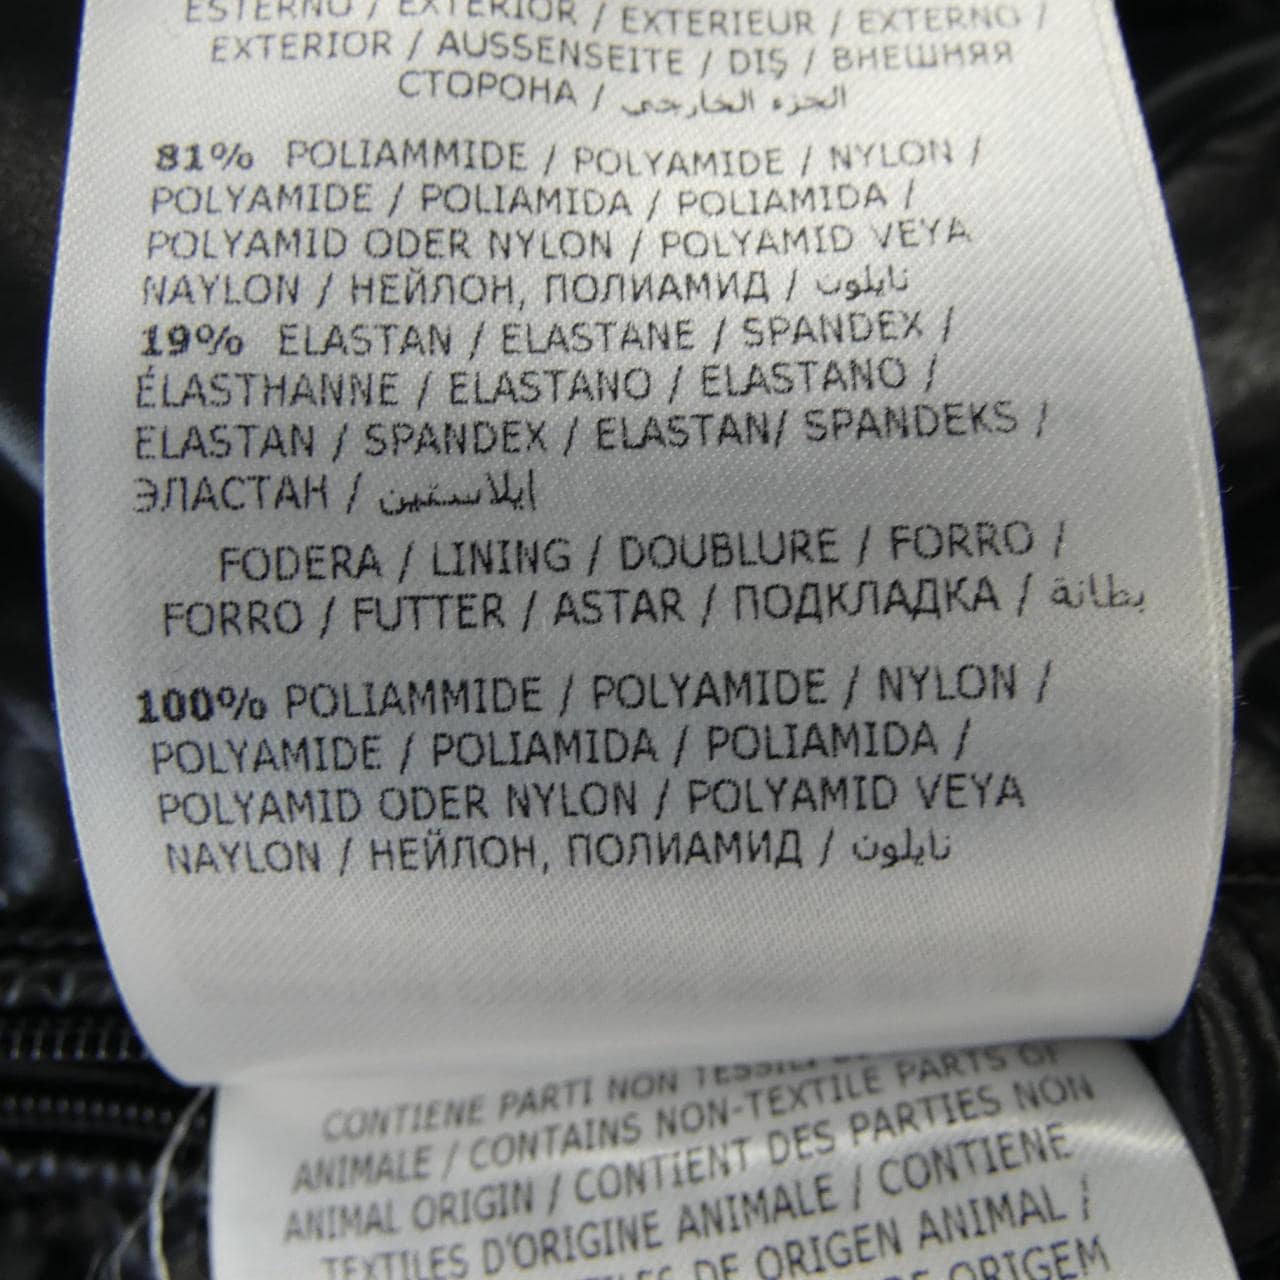 ESTERNO / EXTERIOR / EXTERIEUR / EXTERNO /
EXTERIOR / AUSSENSEITE / DIŞ / ВНЕШНЯЯ
СТОРОНА / الجزء الخارجي
81% POLIAMMIDE / POLYAMIDE / NYLON /
POLYAMIDE / POLIAMIDA / POLIAMIDA /
POLYAMID ODER NYLON / POLYAMID VEYA
NAYLON / НЕЙЛОН, ПОЛИАМИД / نايلون
19% ELASTAN / ELASTANE / SPANDEX /
ÉLASTHANNE / ELASTANO / ELASTANO /
ELASTAN / SPANDEX / ELASTAN/ SPANDEKS /
ЭЛАСТАН / ايلاستين
FODERA / LINING / DOUBLURE / FORRO /
FORRO / FUTTER / ASTAR / ПОДКЛАДКА / بطانة
100% POLIAMMIDE / POLYAMIDE / NYLON /
POLYAMIDE / POLIAMIDA / POLIAMIDA /
POLYAMID ODER NYLON / POLYAMID VEYA
NAYLON / НЕЙЛОН, ПОЛИАМИД / نايلون
CONTIENE PARTI NON TESSILI
ANIMALE / CONTAINS NON-TEXTILE PARTS OF
ANIMAL ORIGIN / CONTIENT DES PARTIES NON
TEXTILES D'ORIGINE ANIMALE / CONTIENE
DE ORIGEN ANIMAL /
ORIGEM